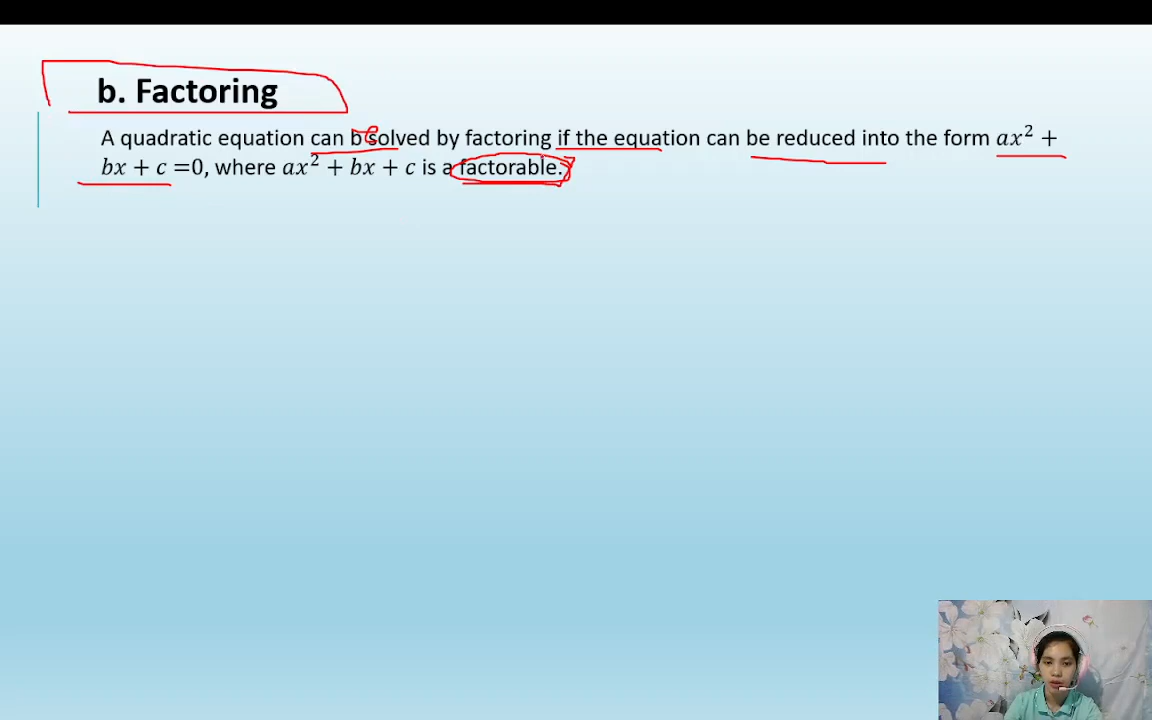 b. Factoring
A quadratic equation can be solved by factoring if the equation can be reduced into the form 𝑎𝑥² +
𝑏𝑥 + 𝑐 =0, where 𝑎𝑥² + 𝑏𝑥 + 𝑐 is a factorable.